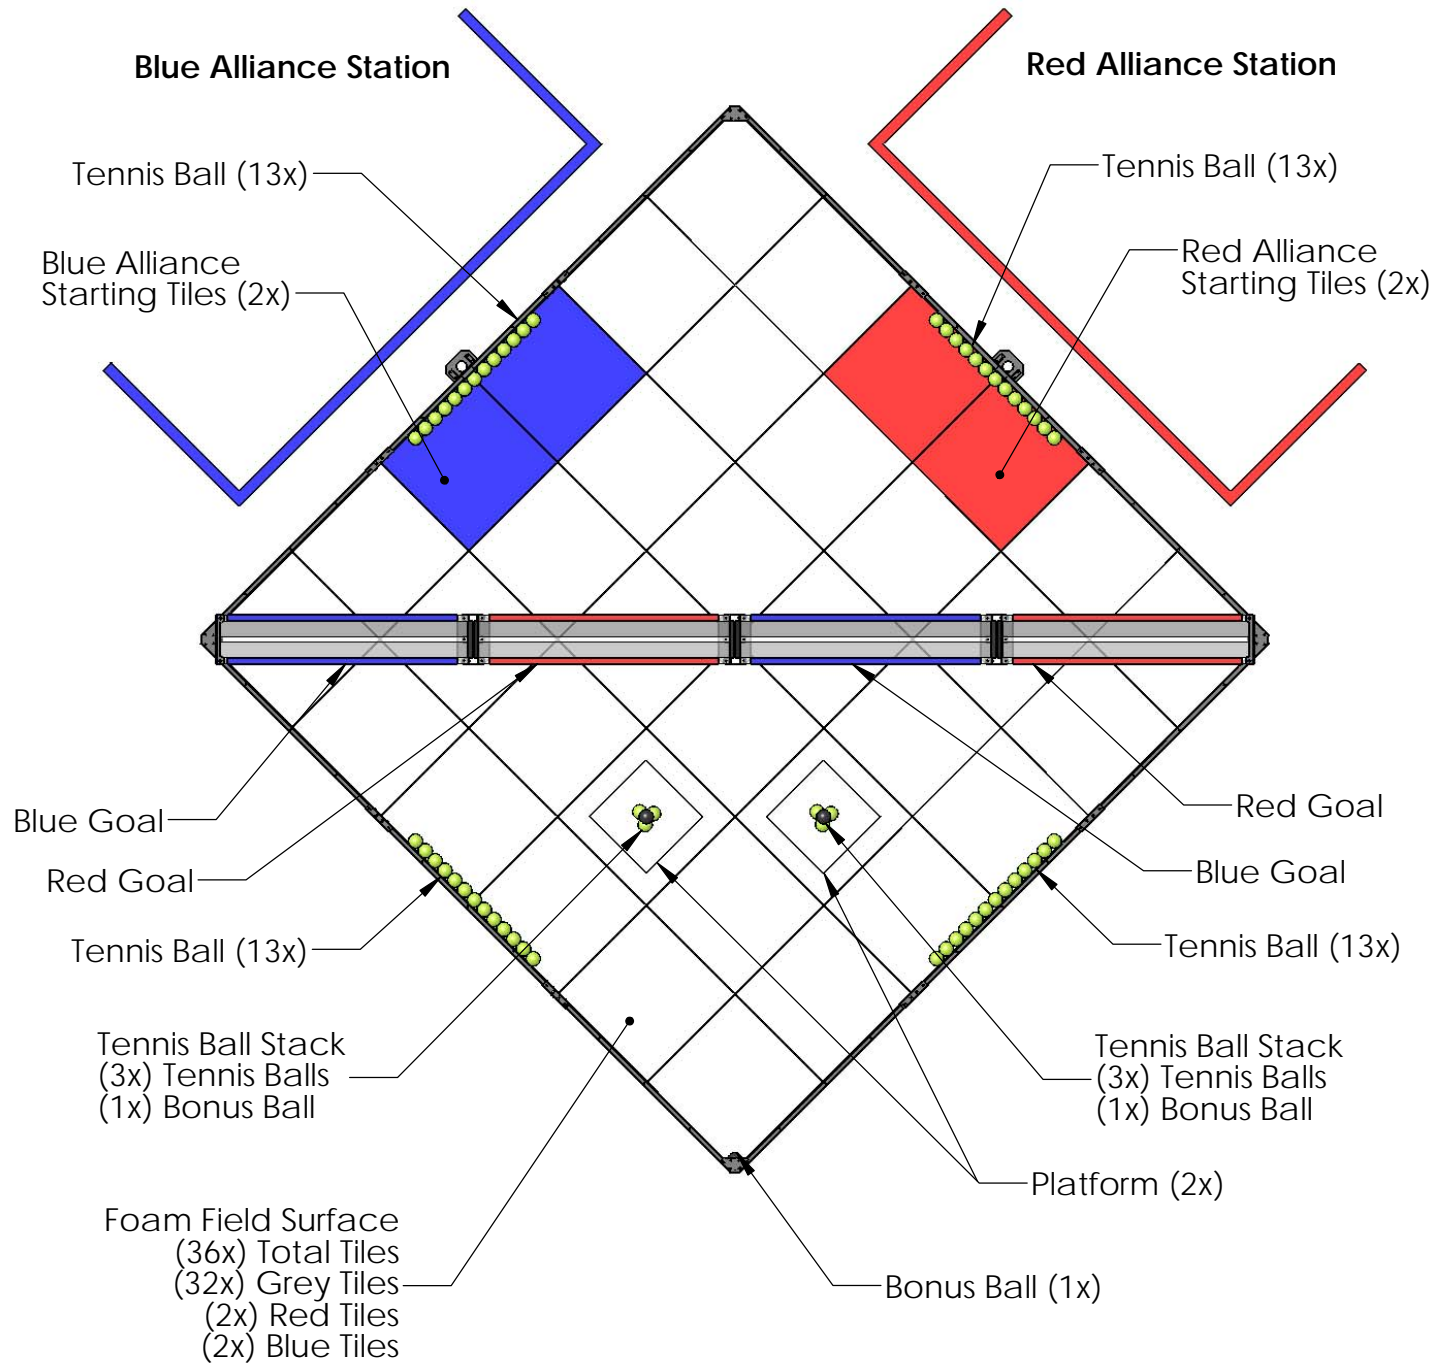 Blue Alliance Station
Red Alliance Station
Tennis Ball (13x)
Tennis Ball (13x)
Blue Alliance
Starting Tiles (2x)
Red Alliance
Starting Tiles (2x)
Blue Goal
Red Goal
Red Goal
Blue Goal
Tennis Ball (13x)
Tennis Ball (13x)
Tennis Ball Stack
(3x) Tennis Balls
(1x) Bonus Ball
Tennis Ball Stack
(3x) Tennis Balls
(1x) Bonus Ball
Platform (2x)
Foam Field Surface
(36x) Total Tiles
(32x) Grey Tiles
(2x) Red Tiles
(2x) Blue Tiles
Bonus Ball (1x)